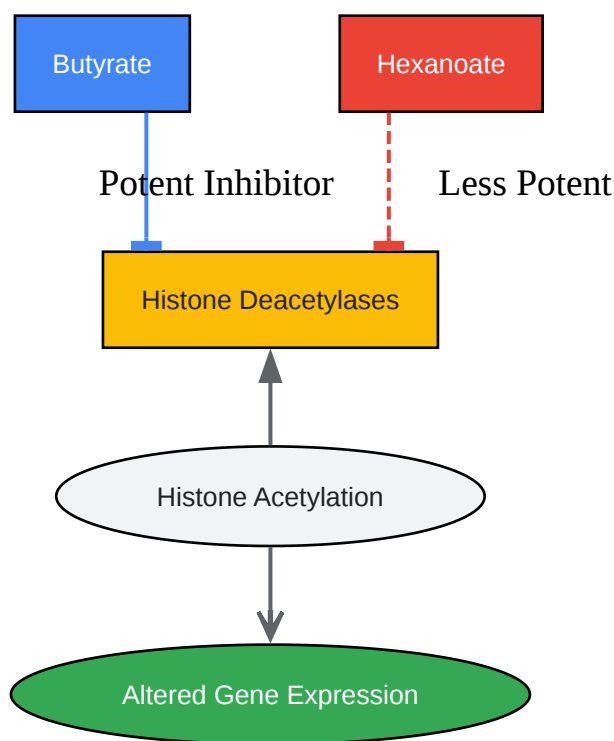 Butyrate
Hexanoate
Potent Inhibitor
Less Potent
Histone Deacetylases
Histone Acetylation
Altered Gene Expression